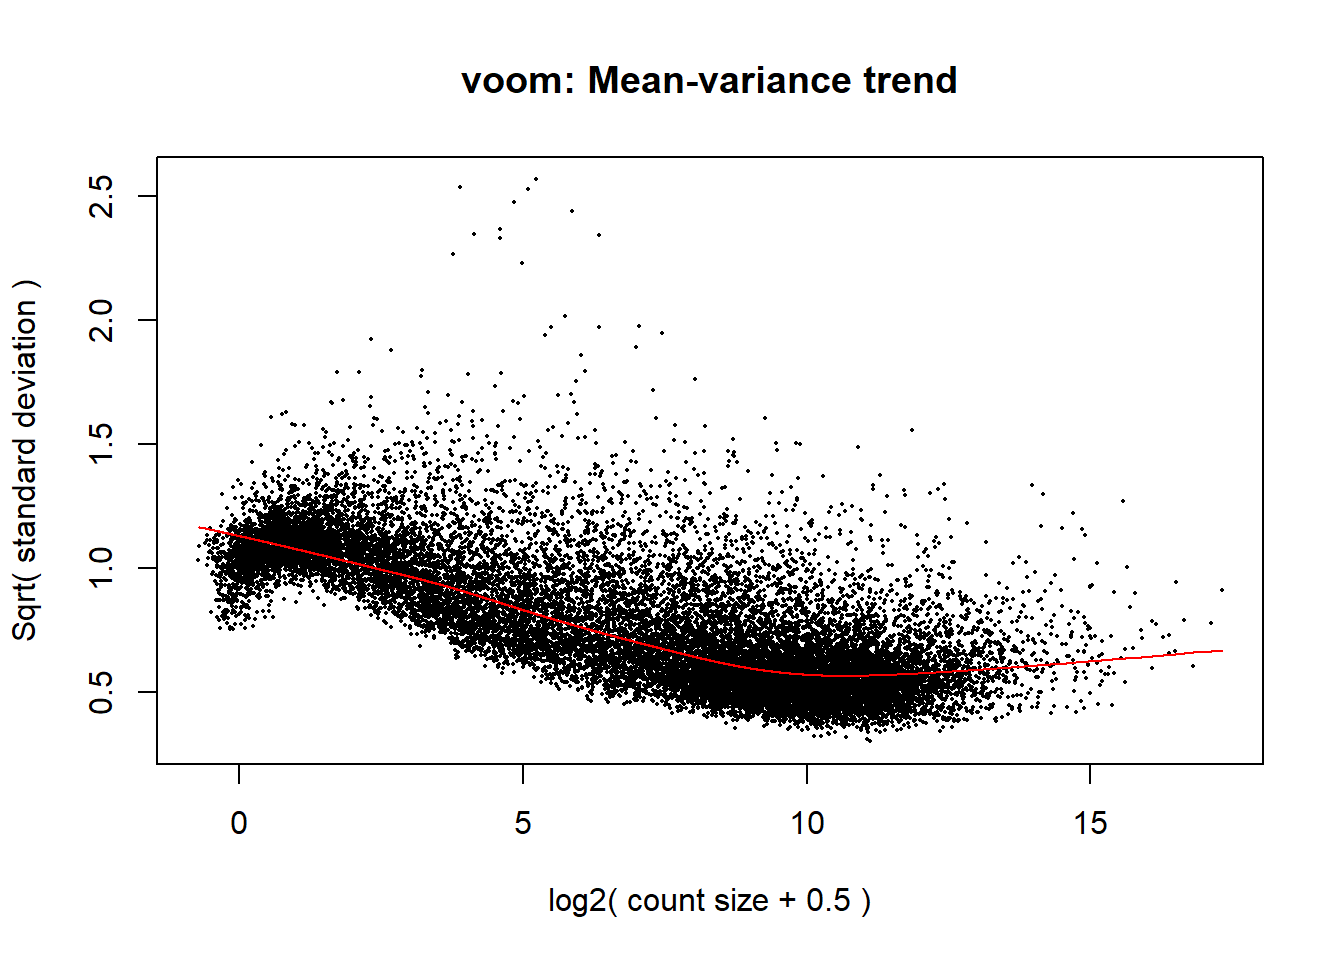 voom: Mean-variance trend
Sqrt( standard deviation )
2.5
2.0
1.5
1.0
0.5
0 5 10 15
log2( count size + 0.5 )